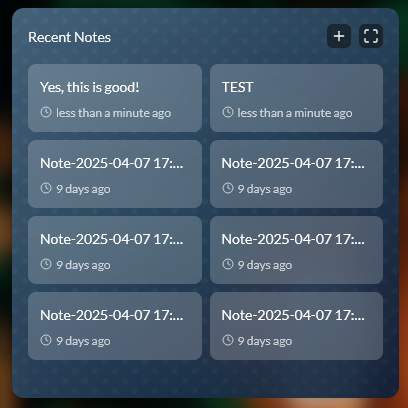 Recent Notes
Yes, this is good!
TEST
less than a minute ago
less than a minute ago
Note-2025-04-07 17:...
Note-2025-04-07 17:...
9 days ago
9 days ago
Note-2025-04-07 17:...
Note-2025-04-07 17:...
9 days ago
9 days ago
Note-2025-04-07 17:...
Note-2025-04-07 17:...
9 days ago
9 days ago